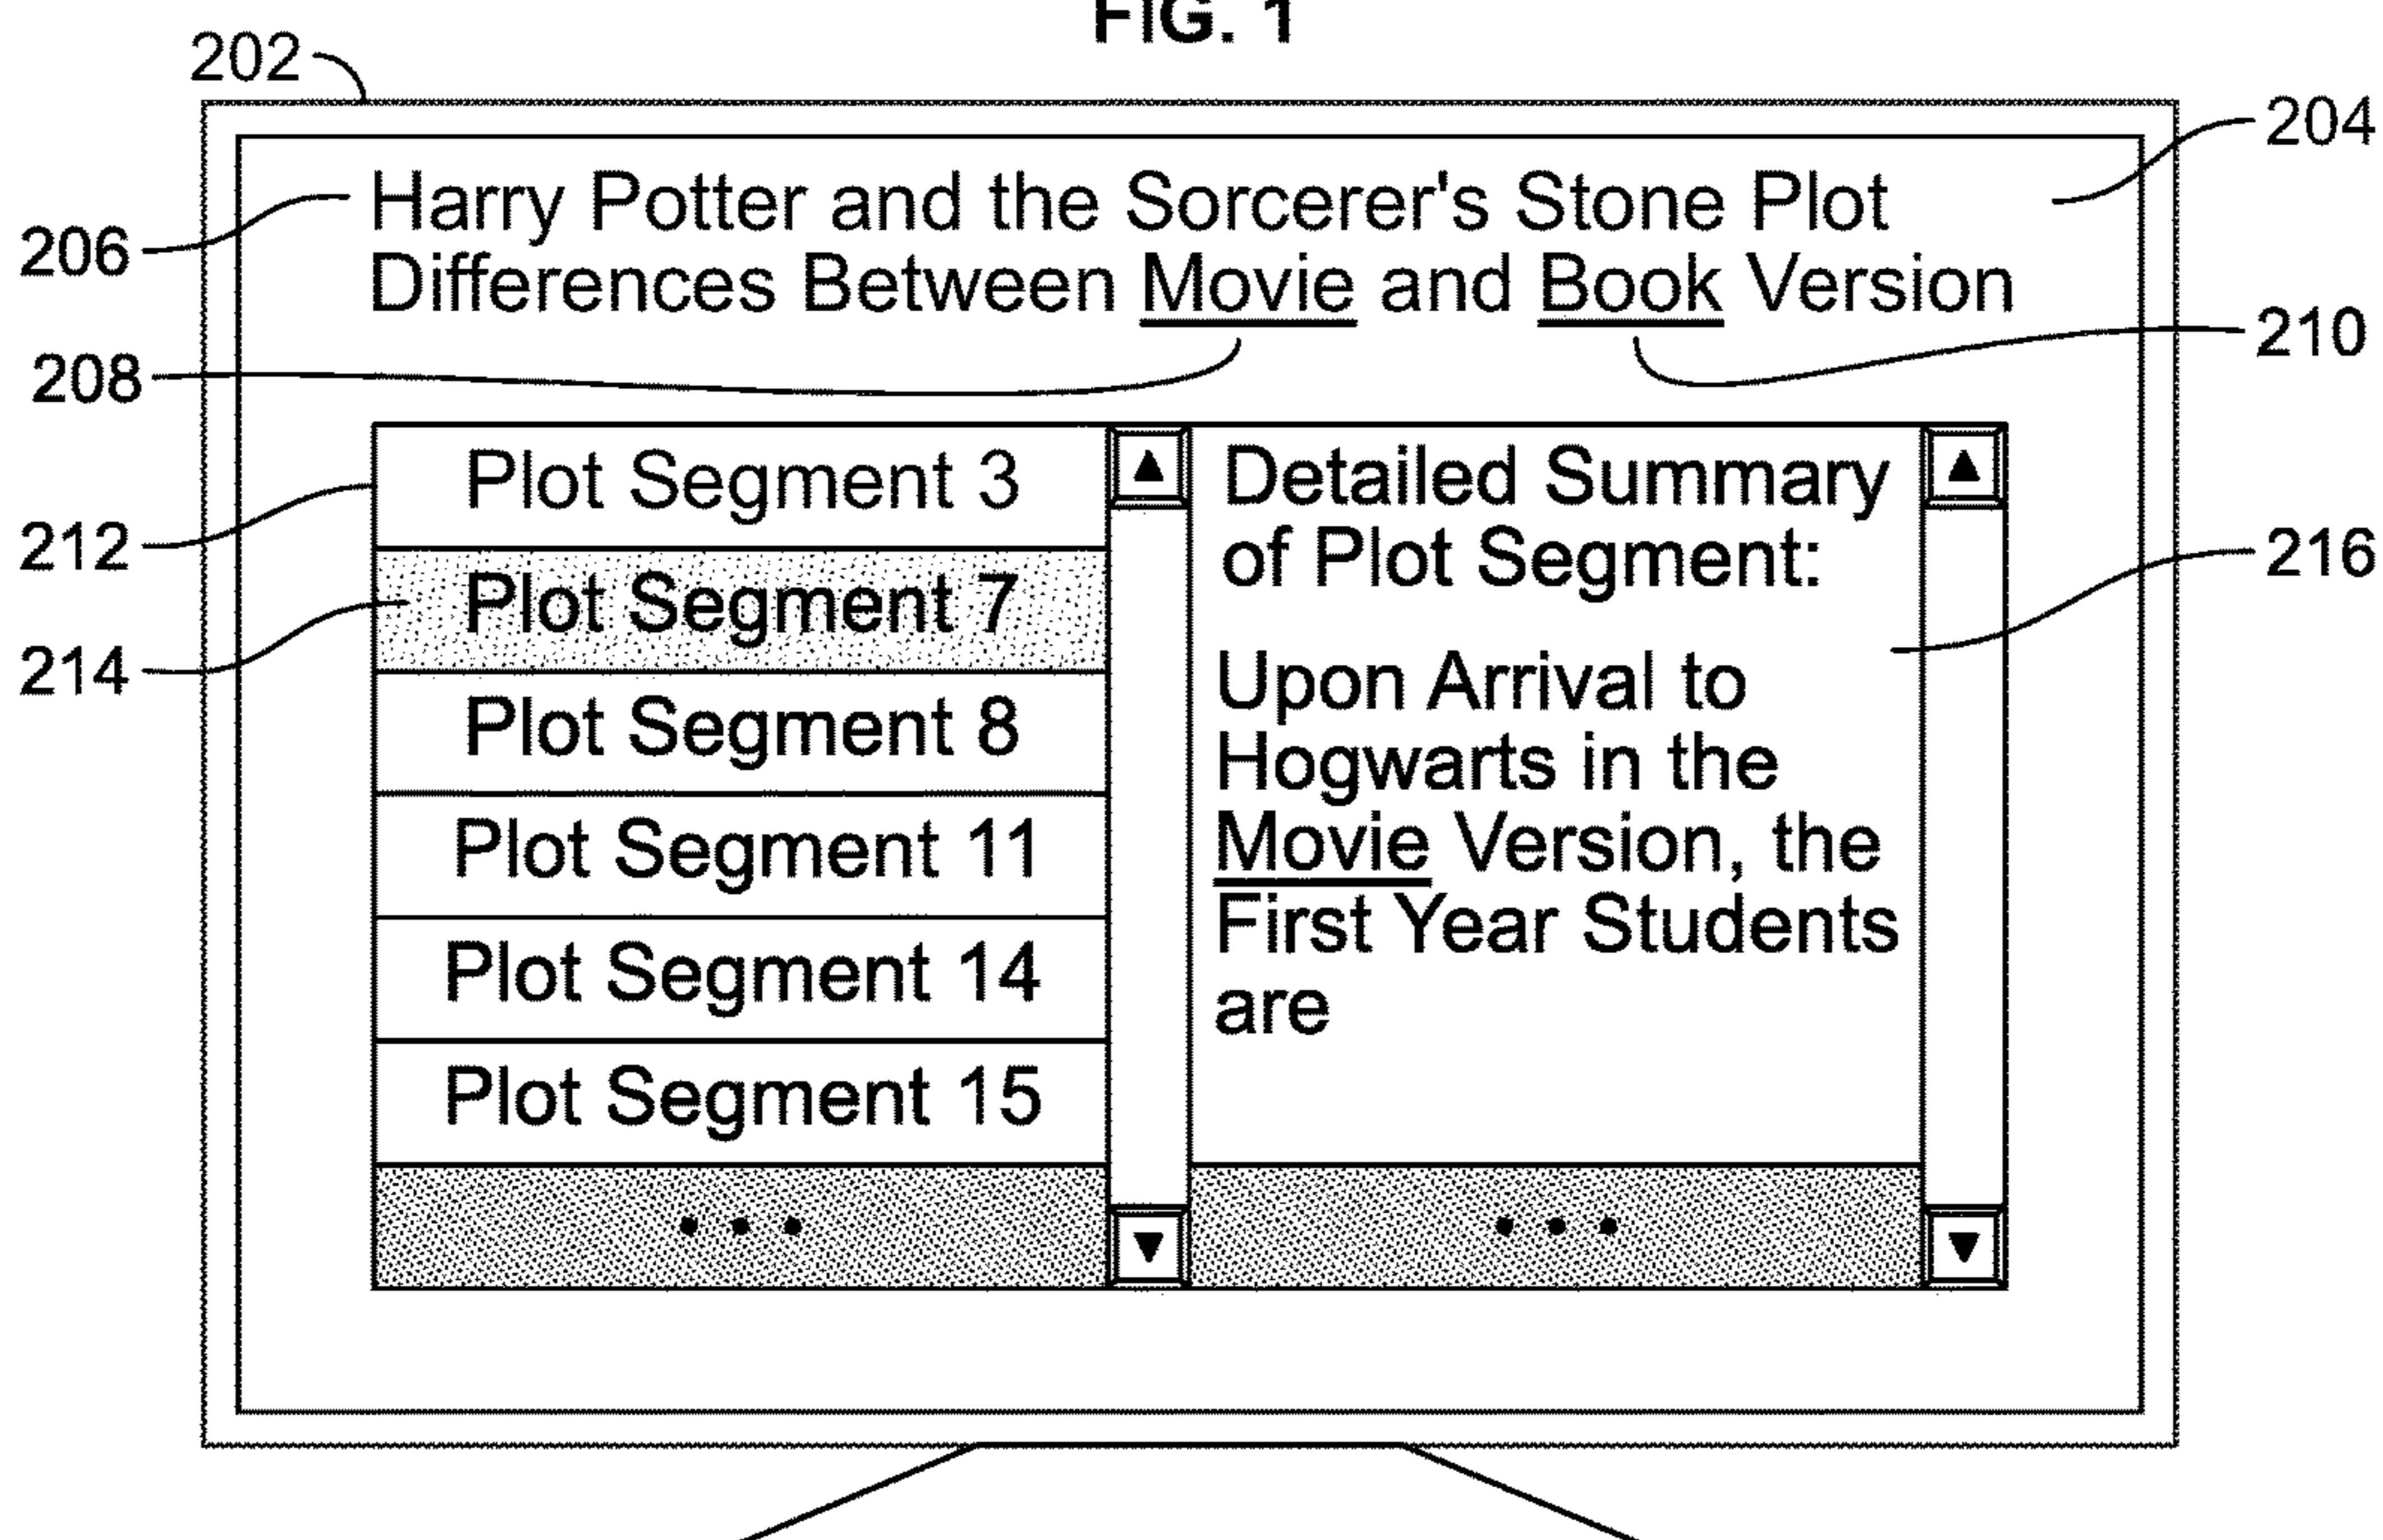 FIG. 1
202
204
206
Harry Potter and the Sorcerer's Stone Plot
Differences Between Movie and Book Version
208
210
Plot Segment 3
212
Plot Segment 7
214
Plot Segment 8
Plot Segment 11
Plot Segment 14
Plot Segment 15
• • •
Detailed Summary
of Plot Segment:
216
Upon Arrival to
Hogwarts in the
Movie Version, the
First Year Students
are
• • •